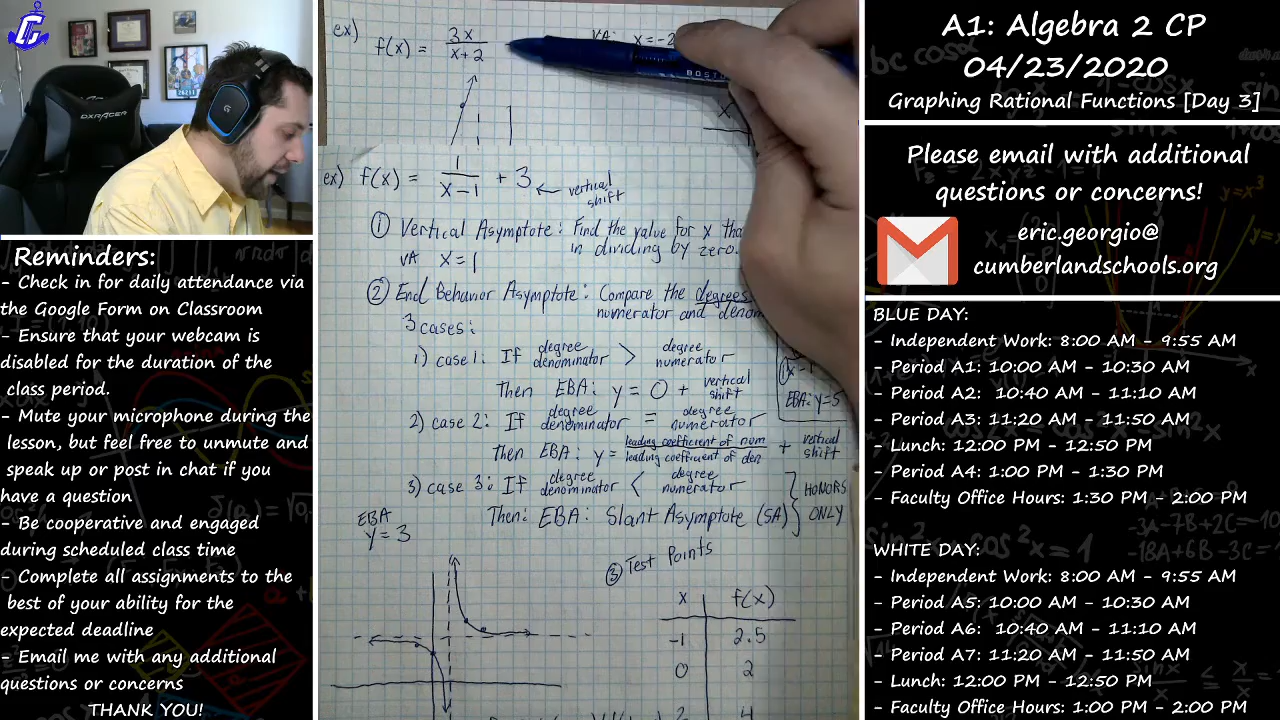 A1: Algebra 2 CP
04/23/2020
Graphing Rational Functions [Day 3]
Please email with additional
questions or concerns!
eric.georgio@
cumberlandschools.org
BLUE DAY:
- Independent Work: 8:00 AM - 9:55 AM
- Period A1: 10:00 AM - 10:30 AM
- Period A2: 10:40 AM - 11:10 AM
- Period A3: 11:20 AM - 11:50 AM
- Lunch: 12:00 PM - 12:50 PM
- Period A4: 1:00 PM - 1:30 PM
- Faculty Office Hours: 1:30 PM - 2:00 PM
WHITE DAY:
- Independent Work: 8:00 AM - 9:55 AM
- Period A5: 10:00 AM - 10:30 AM
- Period A6: 10:40 AM - 11:10 AM
- Period A7: 11:20 AM - 11:50 AM
- Lunch: 12:00 PM - 12:50 PM
- Faculty Office Hours: 1:00 PM - 2:00 PM
Reminders:
- Check in for daily attendance via
the Google Form on Classroom
- Ensure that your webcam is
disabled for the duration of the
class period.
- Mute your microphone during the
lesson, but feel free to unmute and
speak up or post in chat if you
have a question
- Be cooperative and engaged
during scheduled class time
- Complete all assignments to the
best of your ability for the
expected deadline
- Email me with any additional
questions or concerns
THANK YOU!
DXRACER
BOSTO
ex) f(x) = 3x / x+2
VA: x=-2
ex) f(x) = 1 / x-1 + 3 ← vertical shift
① Vertical Asymptote: Find the value for x tha
in dividing by zero.
VA x = 1
② End Behavior Asymptote: Compare the degrees
numerator and denom
3 cases:
1) case 1: If degree denominator > degree numerator
Then EBA: y = 0 + vertical shift
EBA: y=5
2) case 2: If degree denominator = degree numerator
Then EBA: y = leading coefficient of num / leading coefficient of den + vertical shift
3) case 3: If degree denominator < degree numerator
Then: EBA: Slant Asymptote (SA)
HONORS
ONLY
EBA
y = 3
③ Test Points
x f(x)
-1 2.5
0 2
2 4